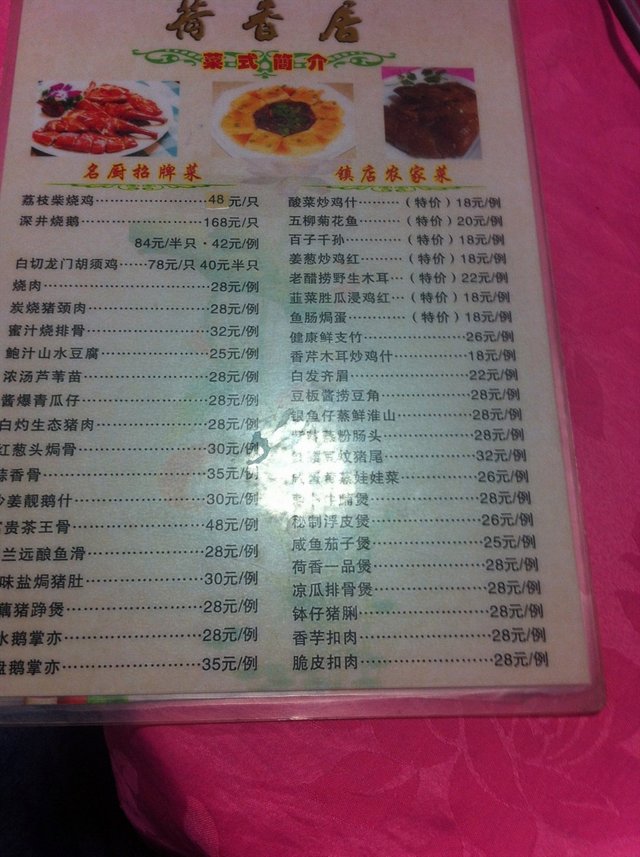 荷香居
菜式简介
名厨招牌菜
荔枝柴烧鸡 48元/只
深井烧鹅 168元/只
84元/半只·42元/例
白切龙门胡须鸡 78元/只 40元半只
烧肉 28元/例
炭烧猪颈肉 28元/例
蜜汁烧排骨 32元/例
鲍汁山水豆腐 25元/例
浓汤芦苇苗 28元/例
酱爆青瓜仔 28元/例
白灼生态猪肉 28元/例
红葱头焗骨 30元/例
蒜香骨 35元/例
沙姜靓鹅什 30元/例
富贵茶王骨 48元/例
兰远酿鱼滑 28元/例
味盐焗猪肚 30元/例
藕猪蹄煲 28元/例
水鹅掌亦 28元/例
盘鹅掌亦 35元/例
镇店农家菜
酸菜炒鸡什 (特价)18元/例
五柳菊花鱼 (特价)20元/例
百子千孙 (特价)18元/例
姜葱炒鸡红 (特价)18元/例
老醋捞野生木耳 (特价)22元/例
韮菜胜瓜浸鸡红 (特价)18元/例
鱼肠焗蛋 (特价)18元/例
健康鲜支竹 26元/例
香芹木耳炒鸡什 18元/例
白发齐眉 22元/例
豆板酱捞豆角 28元/例
银鱼仔蒸鲜淮山 28元/例
粉肠头 28元/例
猪尾 32元/例
蒸娃娃菜 26元/例
煲 28元/例
秘制浮皮煲 26元/例
咸鱼茄子煲 25元/例
荷香一品煲 28元/例
凉瓜排骨煲 28元/例
钵仔猪脷 28元/例
香芋扣肉 28元/例
脆皮扣肉 28元/例